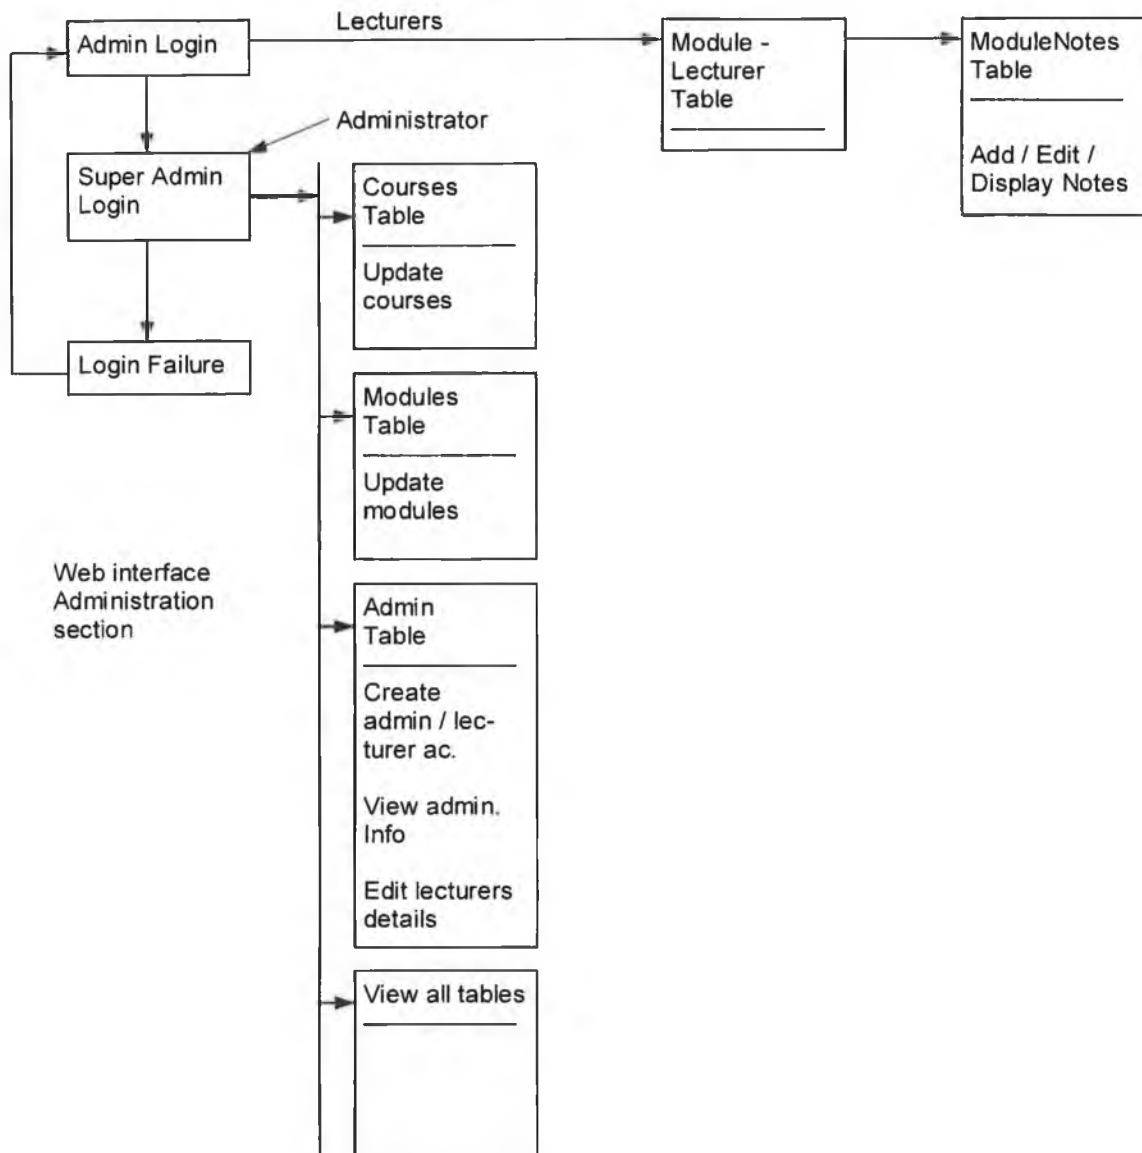 Admin Login
Lecturers
Module -
Lecturer
Table
ModuleNotes
Table
Add / Edit /
Display Notes
Administrator
Super Admin
Login
Login Failure
Courses
Table
Update
courses
Modules
Table
Update
modules
Web interface
Administration
section
Admin
Table
Create
admin / lec-
turer ac.
View admin.
Info
Edit lecturers
details
View all tables